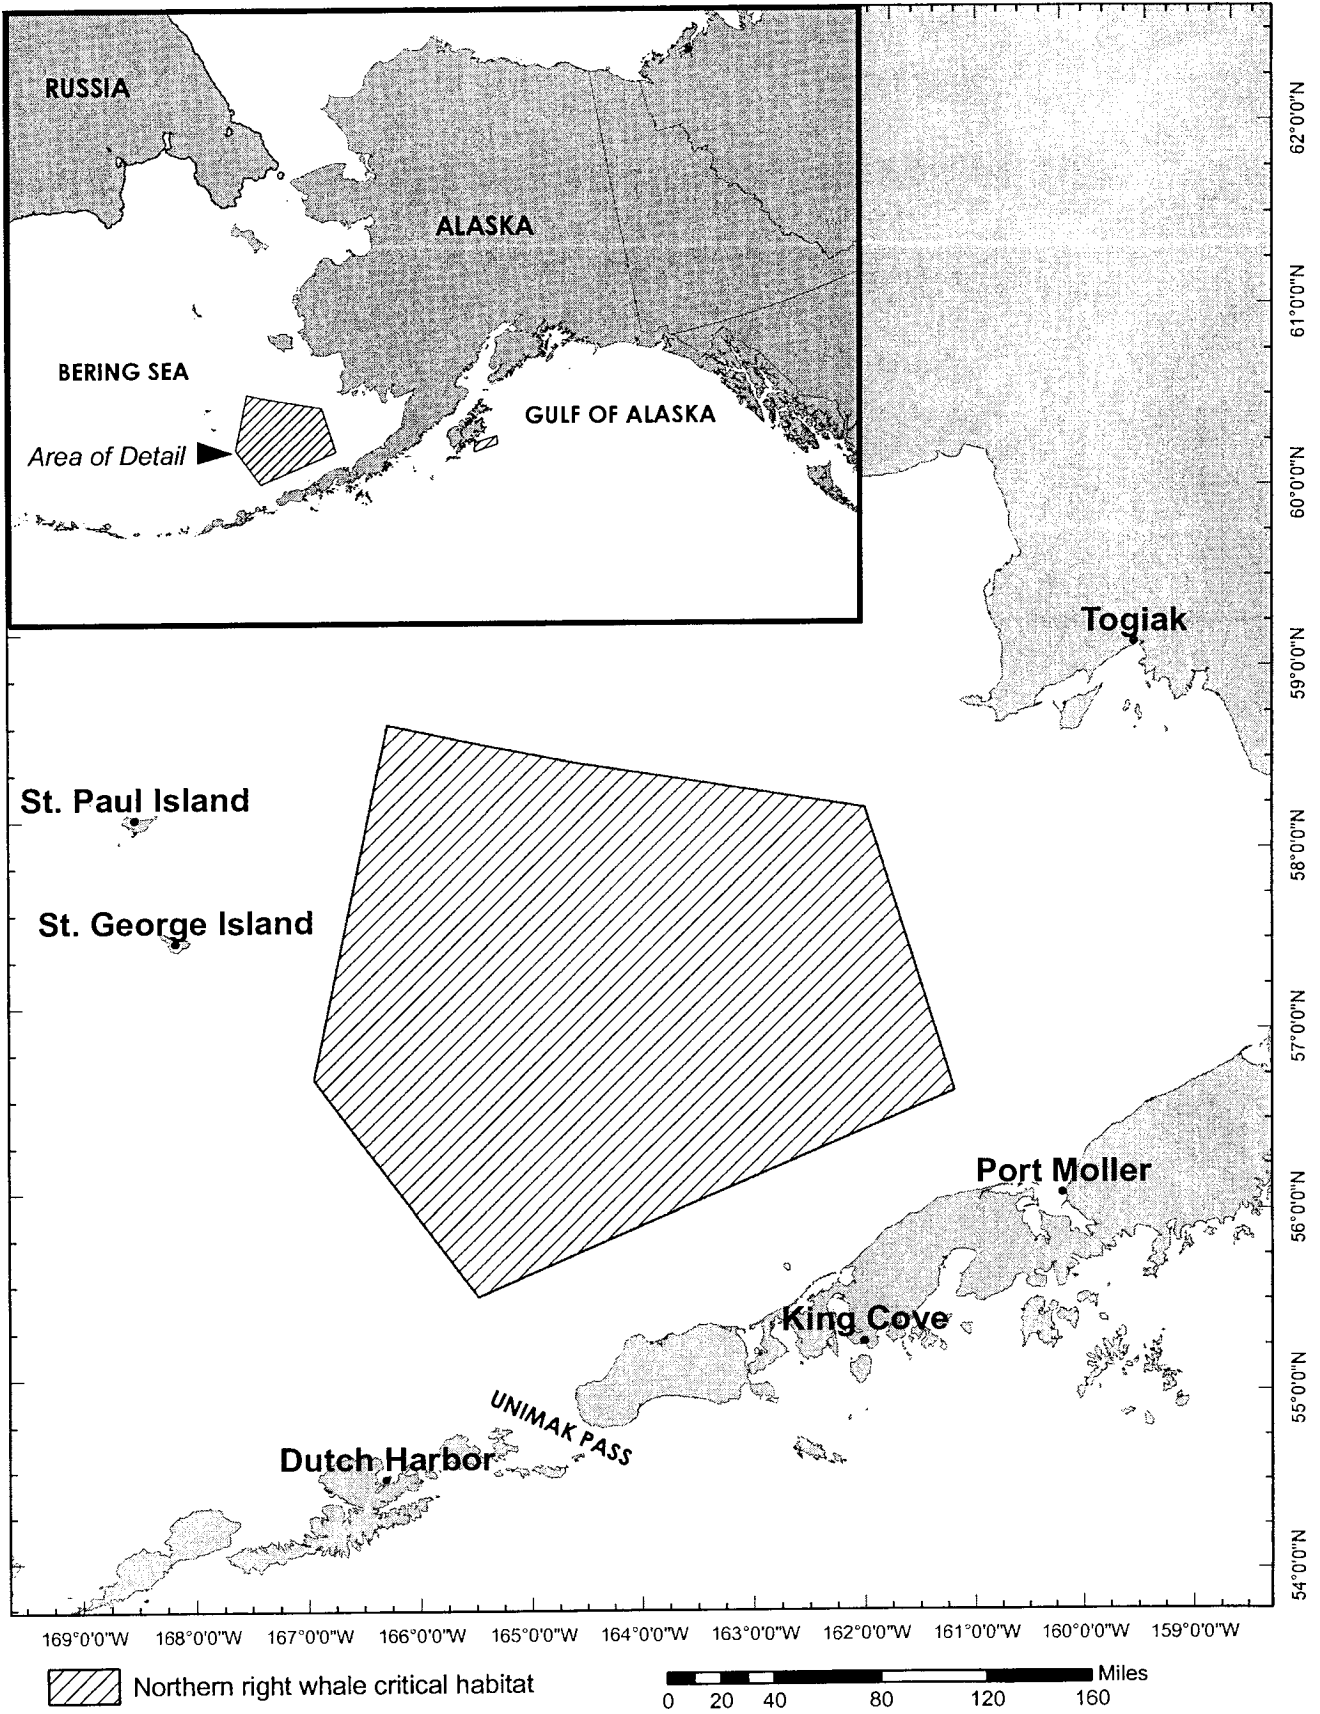 RUSSIA
ALASKA
BERING SEA
GULF OF ALASKA
Area of Detail
Togiak
St. Paul Island
St. George Island
Port Moller
King Cove
UNIMAK PASS
Dutch Harbor
62°0'0"N
61°0'0"N
60°0'0"N
59°0'0"N
58°0'0"N
57°0'0"N
56°0'0"N
55°0'0"N
54°0'0"N
169°0'0"W 168°0'0"W 167°0'0"W 166°0'0"W 165°0'0"W 164°0'0"W 163°0'0"W 162°0'0"W 161°0'0"W 160°0'0"W 159°0'0"W
Northern right whale critical habitat
Miles
0 20 40 80 120 160